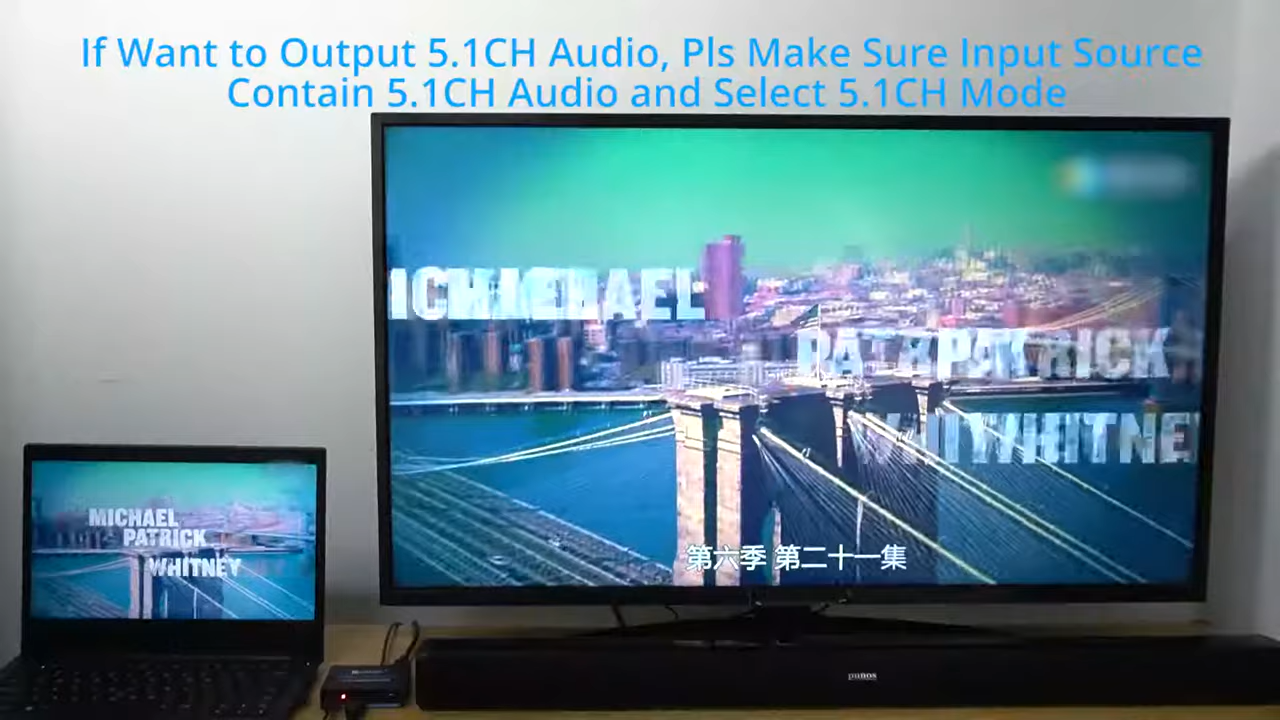 If Want to Output 5.1CH Audio, Pls Make Sure Input Source
Contain 5.1CH Audio and Select 5.1CH Mode
PATRICK
第六季 第二十一集
MICHAEL
PATRICK
WHITNEY